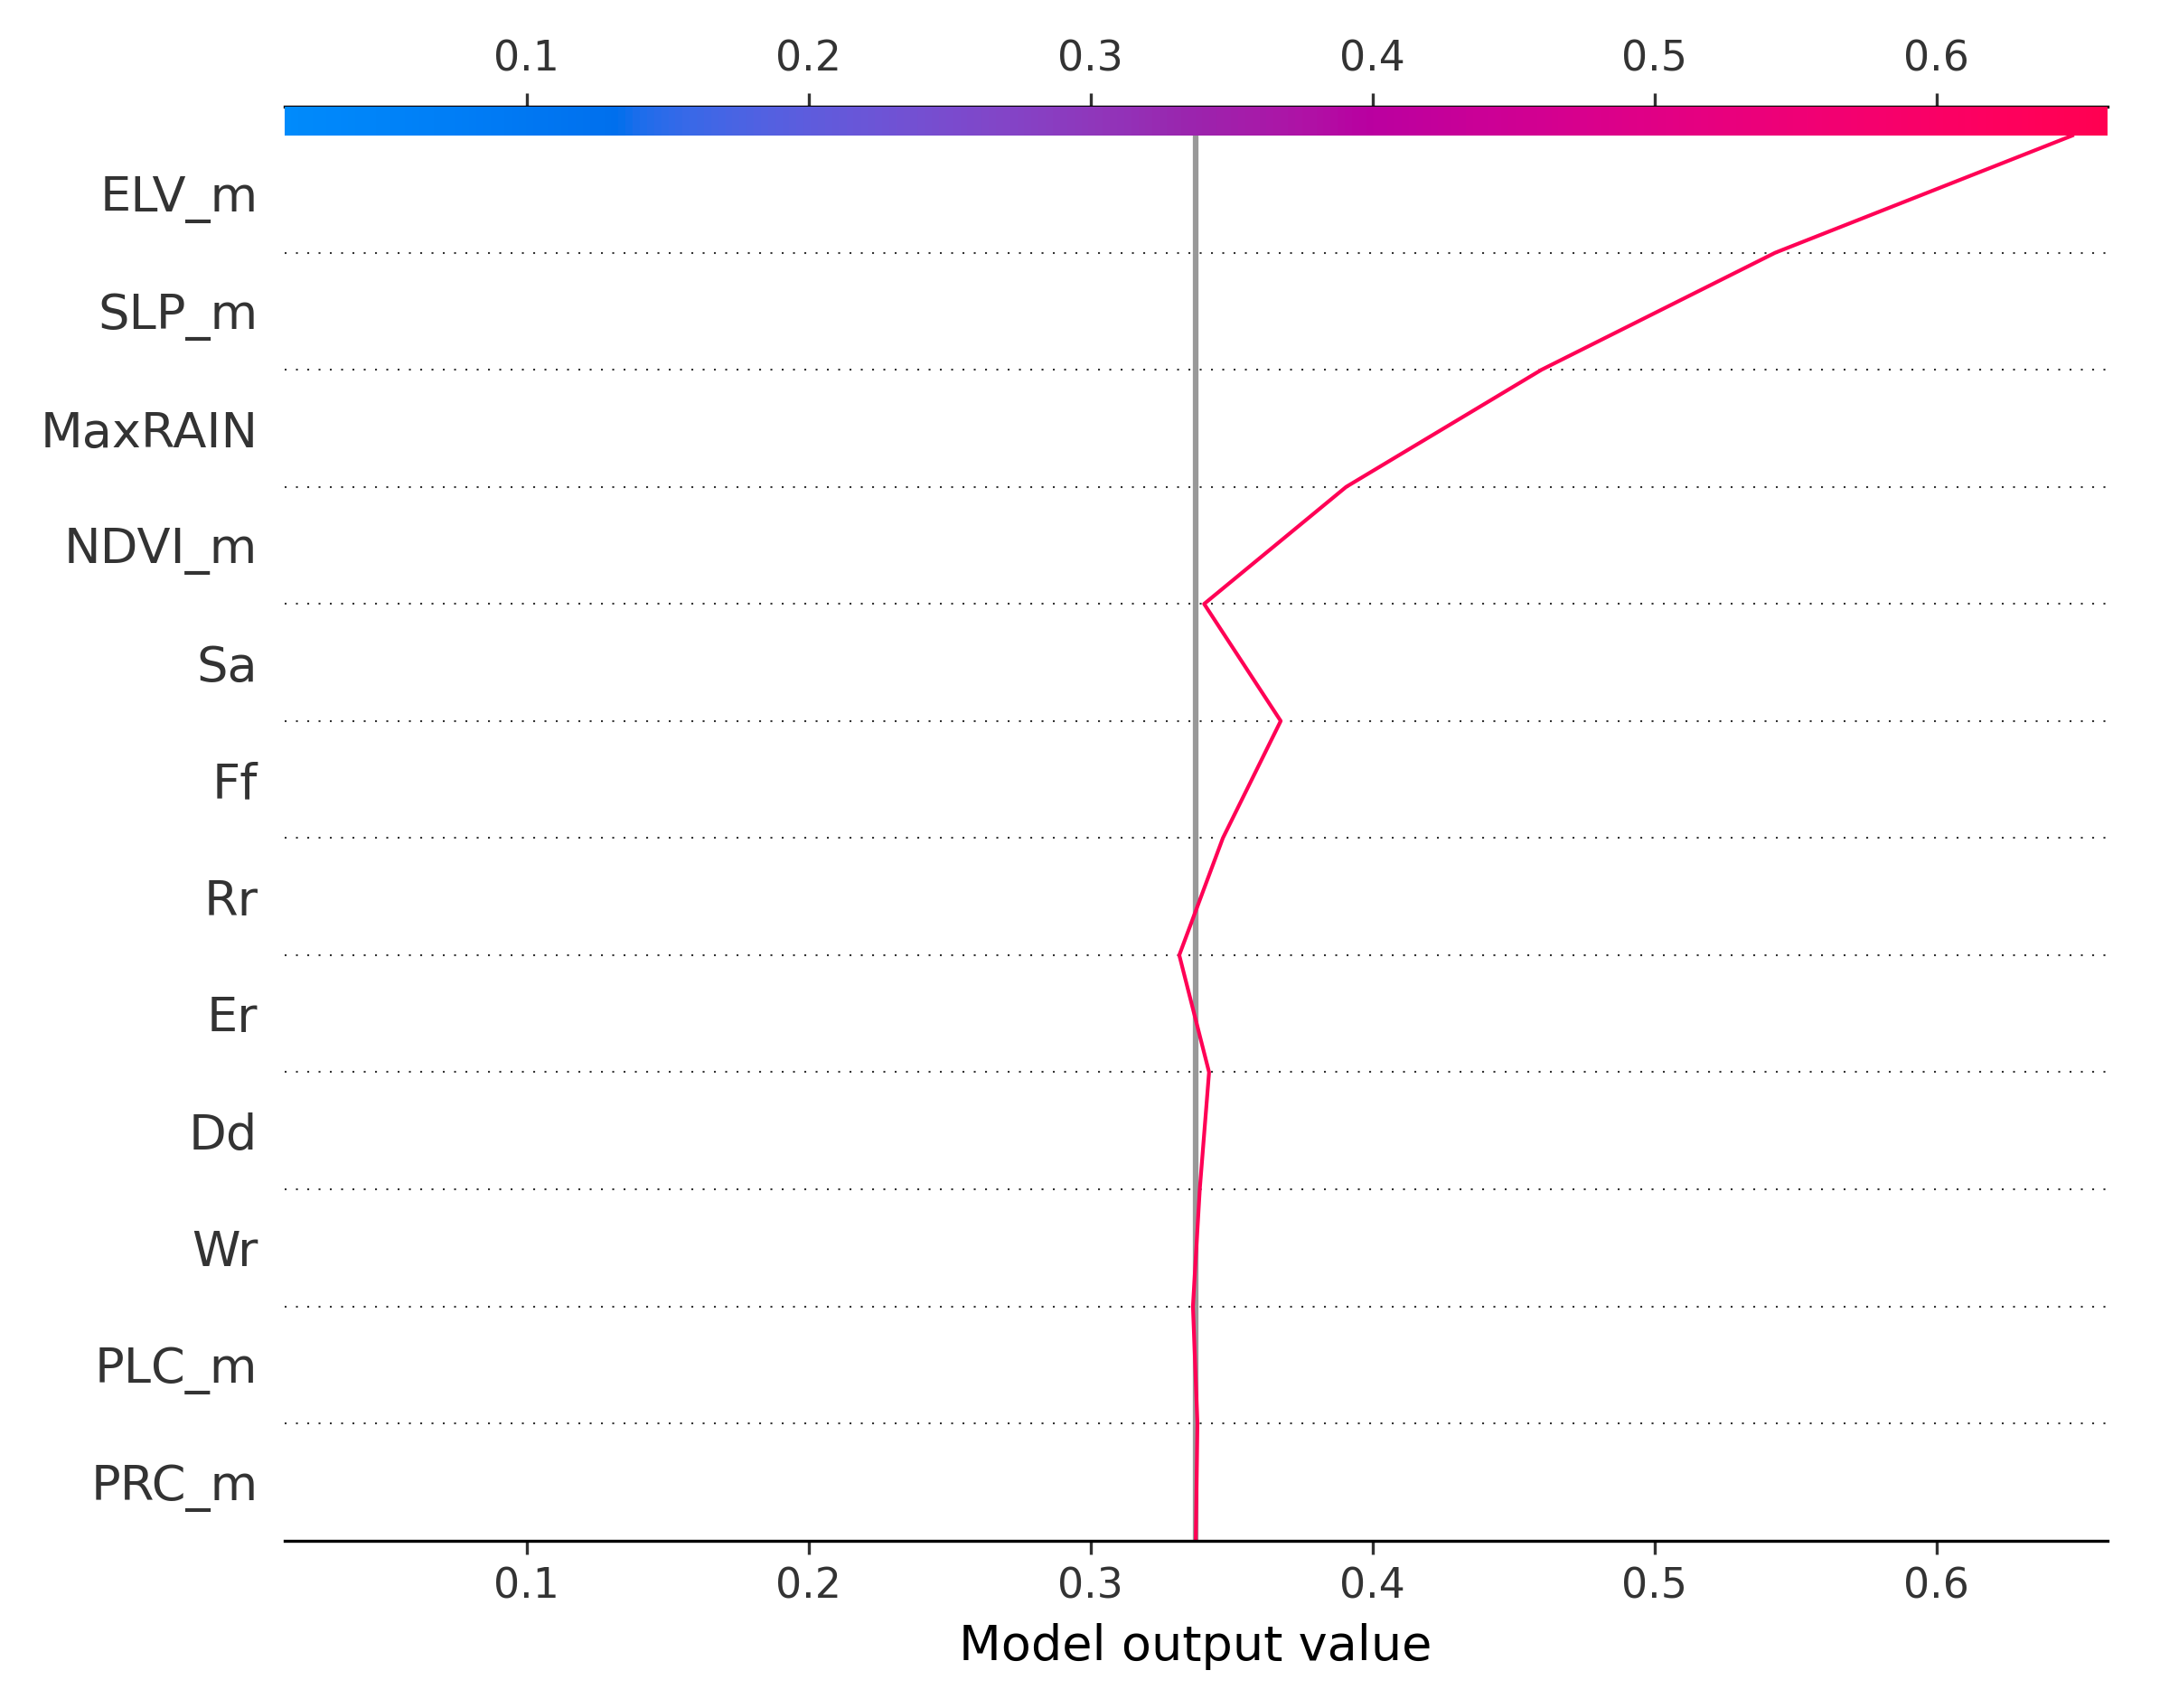 0.1 0.2 0.3 0.4 0.5 0.6
ELV_m
SLP_m
MaxRAIN
NDVI_m
Sa
Ff
Rr
Er
Dd
Wr
PLC_m
PRC_m
0.1 0.2 0.3 0.4 0.5 0.6
Model output value